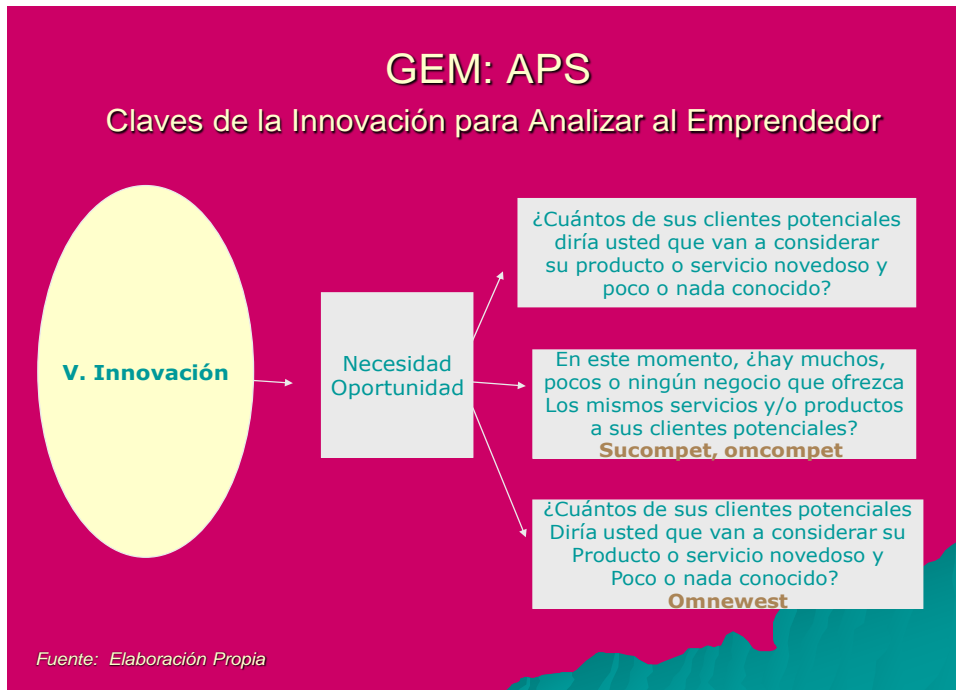 GEM: APS
Claves de la Innovación para Analizar al Emprendedor
V. Innovación
Necesidad
Oportunidad
¿Cuántos de sus clientes potenciales
diría usted que van a considerar
su producto o servicio novedoso y
poco o nada conocido?
En este momento, ¿hay muchos,
pocos o ningún negocio que ofrezca
Los mismos servicios y/o productos
a sus clientes potenciales?
Sucompet, omcompet
¿Cuántos de sus clientes potenciales
Diría usted que van a considerar su
Producto o servicio novedoso y
Poco o nada conocido?
Omnewest
Fuente: Elaboración Propia